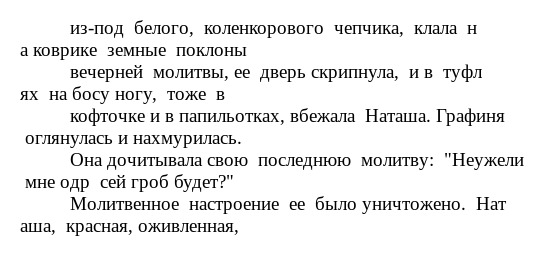 из-под белого, коленкорового чепчика, клала н
а коврике земные поклоны
вечерней молитвы, ее дверь скрипнула, и в туфл
ях на босу ногу, тоже в
кофточке и в папильотках, вбежала Наташа. Графиня
оглянулась и нахмурилась.
Она дочитывала свою последнюю молитву: "Неужели
мне одр сей гроб будет?"
Молитвенное настроение ее было уничтожено. Нат
аша, красная, оживленная,